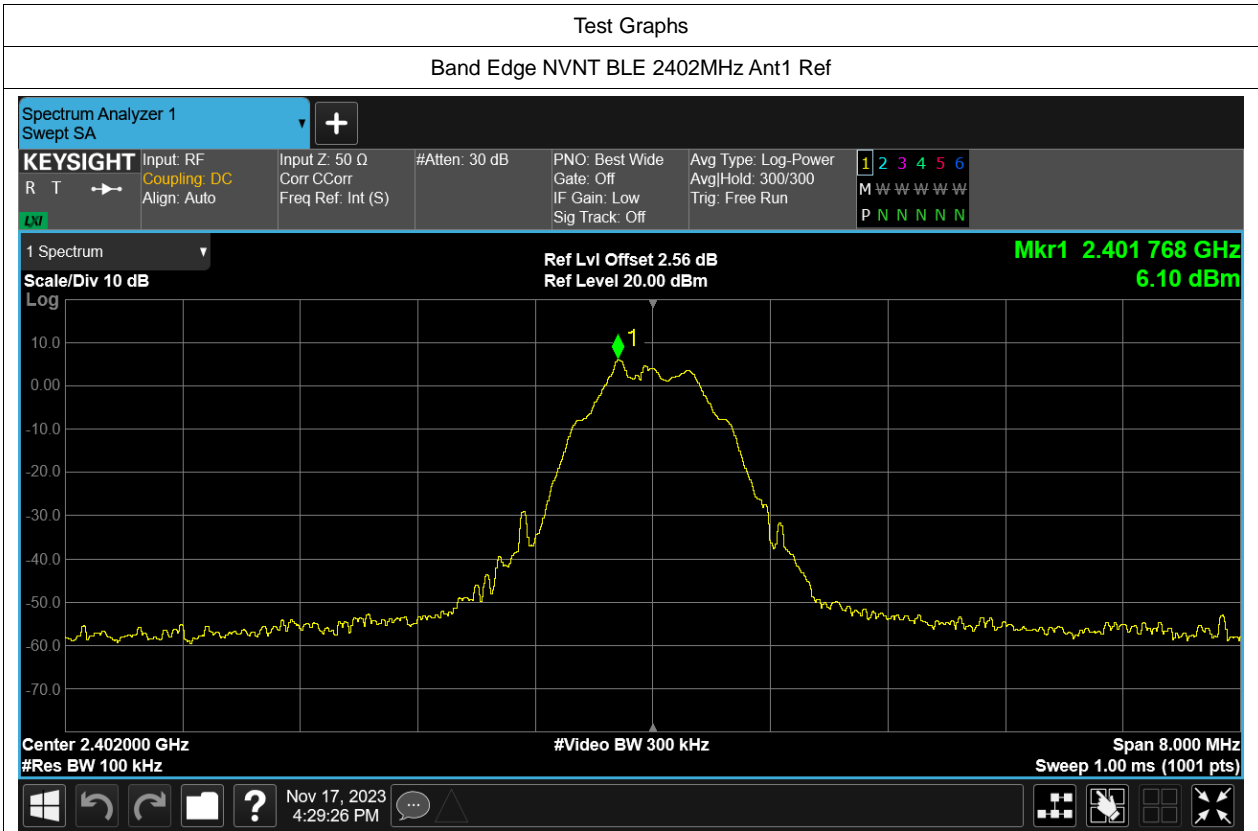 Test Graphs
Band Edge NVNT BLE 2402MHz Ant1 Ref
Spectrum Analyzer 1
Swept SA
KEYSIGHT
R T
LXI
Input: RF
Coupling: DC
Align: Auto
Input Z: 50 Ω
Corr CCorr
Freq Ref: Int (S)
#Atten: 30 dB
PNO: Best Wide
Gate: Off
IF Gain: Low
Sig Track: Off
Avg Type: Log-Power
Avg|Hold: 300/300
Trig: Free Run
1 2 3 4 5 6
M W W W W W
P N N N N N
1 Spectrum
Scale/Div 10 dB
Ref Lvl Offset 2.56 dB
Ref Level 20.00 dBm
Mkr1 2.401 768 GHz
6.10 dBm
Log
1
10.0
0.00
-10.0
-20.0
-30.0
-40.0
-50.0
-60.0
-70.0
Center 2.402000 GHz
#Video BW 300 kHz
Span 8.000 MHz
#Res BW 100 kHz
Sweep 1.00 ms (1001 pts)
?
Nov 17, 2023
4:29:26 PM